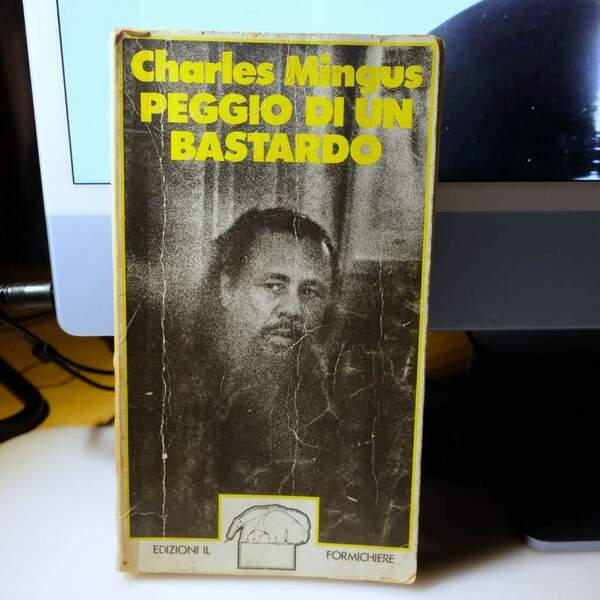 Charles Mingus
PEGGIO DI UN
BASTARDO
EDIZIONI IL FORMICHIERE